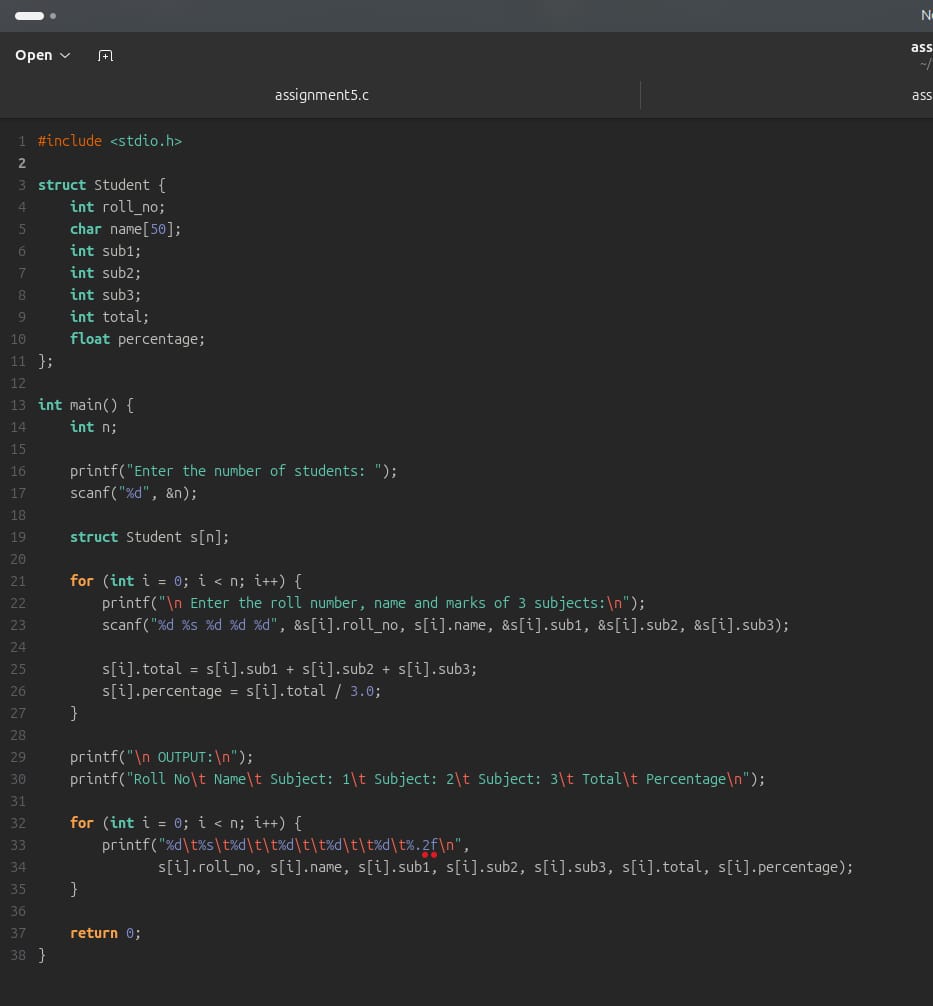 No
Open
ass
~/
assignment5.c
ass
1 #include <stdio.h>
2
3 struct Student {
4     int roll_no;
5     char name[50];
6     int sub1;
7     int sub2;
8     int sub3;
9     int total;
10     float percentage;
11 };
12
13 int main() {
14     int n;
15
16     printf("Enter the number of students: ");
17     scanf("%d", &n);
18
19     struct Student s[n];
20
21     for (int i = 0; i < n; i++) {
22         printf("\n Enter the roll number, name and marks of 3 subjects:\n");
23         scanf("%d %s %d %d %d", &s[i].roll_no, s[i].name, &s[i].sub1, &s[i].sub2, &s[i].sub3);
24
25         s[i].total = s[i].sub1 + s[i].sub2 + s[i].sub3;
26         s[i].percentage = s[i].total / 3.0;
27     }
28
29     printf("\n OUTPUT:\n");
30     printf("Roll No\t Name\t Subject: 1\t Subject: 2\t Subject: 3\t Total\t Percentage\n");
31
32     for (int i = 0; i < n; i++) {
33         printf("%d\t%s\t%d\t\t%d\t\t%d\t\t%d\t%.2f\n",
34                s[i].roll_no, s[i].name, s[i].sub1, s[i].sub2, s[i].sub3, s[i].total, s[i].percentage);
35     }
36
37     return 0;
38 }